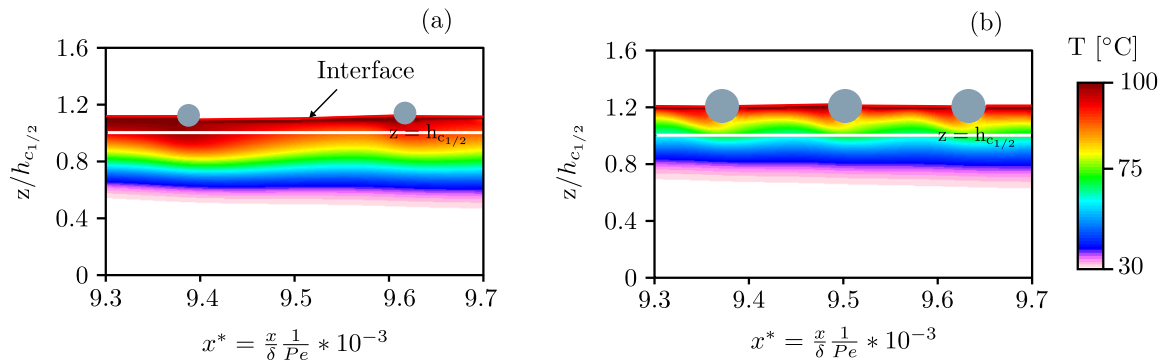 (a)
Interface
z = h_{c_{1/2}}
z/h_{c_{1/2}}
1.6
1.2
0.8
0.4
0
9.3 9.4 9.5 9.6 9.7
x* = \frac{x}{δ} \frac{1}{Pe} * 10^{-3}
(b)
z = h_{c_{1/2}}
z/h_{c_{1/2}}
1.6
1.2
0.8
0.4
0
9.3 9.4 9.5 9.6 9.7
x* = \frac{x}{δ} \frac{1}{Pe} * 10^{-3}
T [°C]
100
75
30